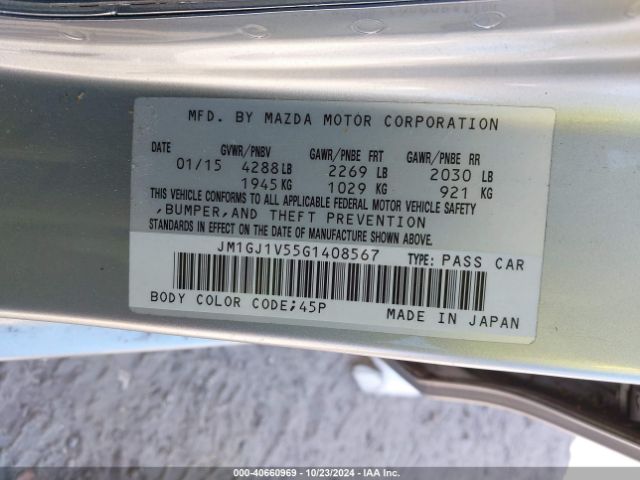 MFD. BY MAZDA MOTOR CORPORATION
DATE GVWR/PNBV GAWR/PNBE FRT GAWR/PNBE RR
01/15 4288 LB 2269 LB 2030 LB
1945 KG 1029 KG 921 KG
THIS VEHICLE CONFORMS TO ALL APPLICABLE FEDERAL MOTOR VEHICLE SAFETY
,BUMPER,AND THEFT PREVENTION
STANDARDS IN EFFECT ON THE DATE OF MANUFACTURE SHOWN ABOVE.
JM1GJ1V55G1408567 TYPE: PASS CAR
BODY COLOR CODE;45P MADE IN JAPAN
000-40660969 • 10/23/2024 • IAA Inc.